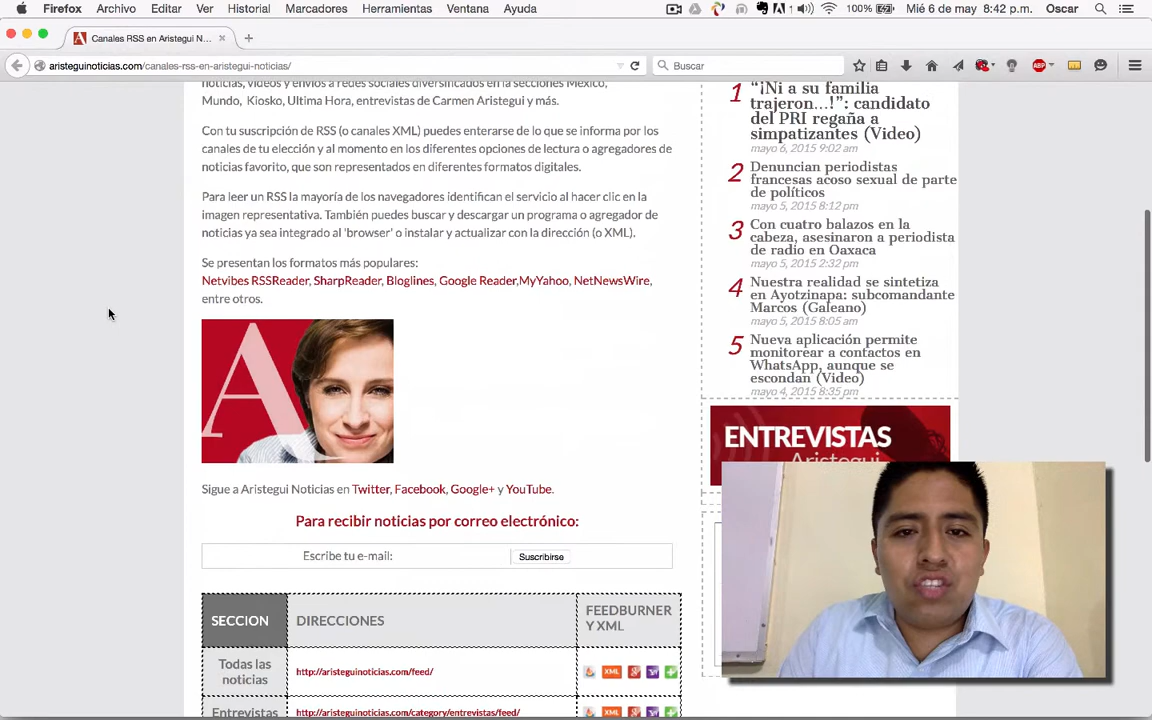 Firefox Archivo Editar Ver Historial Marcadores Herramientas Ventana Ayuda 1 100% Mié 6 de may 8:42 p.m. Oscar
Canales RSS en Aristegui N...
aristeguinoticias.com/canales-rss-en-aristegui-noticias/
Buscar
ABP
noticias, videos y envíos a redes sociales diversificados en la secciones México,
Mundo, Kiosko, Ultima Hora, entrevistas de Carmen Aristegui y más.
Con tu suscripción de RSS (o canales XML) puedes enterarse de lo que se informa por los
canales de tu elección y al momento en los diferentes opciones de lectura o agregadores de
noticias favorito, que son representados en diferentes formatos digitales.
Para leer un RSS la mayoría de los navegadores identifican el servicio al hacer clic en la
imagen representativa. También puedes buscar y descargar un programa o agregador de
noticias ya sea integrado al 'browser' o instalar y actualizar con la dirección (o XML).
Se presentan los formatos más populares:
Netvibes RSSReader, SharpReader, Bloglines, Google Reader,MyYahoo, NetNewsWire,
entre otros.
A
Sigue a Aristegui Noticias en Twitter, Facebook, Google+ y YouTube.
Para recibir noticias por correo electrónico:
Escribe tu e-mail:
Suscribirse
SECCION
DIRECCIONES
FEEDBURNER
Y XML
Todas las
noticias
http://aristeguinoticias.com/feed/
XML
Entrevistas
http://aristeguinoticias.com/category/entrevistas/feed/
XML
1
"¡Ni a su familia
trajeron...!": candidato
del PRI regaña a
simpatizantes (Video)
mayo 6, 2015 9:02 am
2
Denuncian periodistas
francesas acoso sexual de parte
de políticos
mayo 5, 2015 8:12 pm
3
Con cuatro balazos en la
cabeza, asesinaron a periodista
de radio en Oaxaca
mayo 5, 2015 2:32 pm
4
Nuestra realidad se sintetiza
en Ayotzinapa: subcomandante
Marcos (Galeano)
mayo 5, 2015 8:05 am
5
Nueva aplicación permite
monitorear a contactos en
WhatsApp, aunque se
escondan (Video)
mayo 4, 2015 8:35 pm
ENTREVISTAS
Aristegui